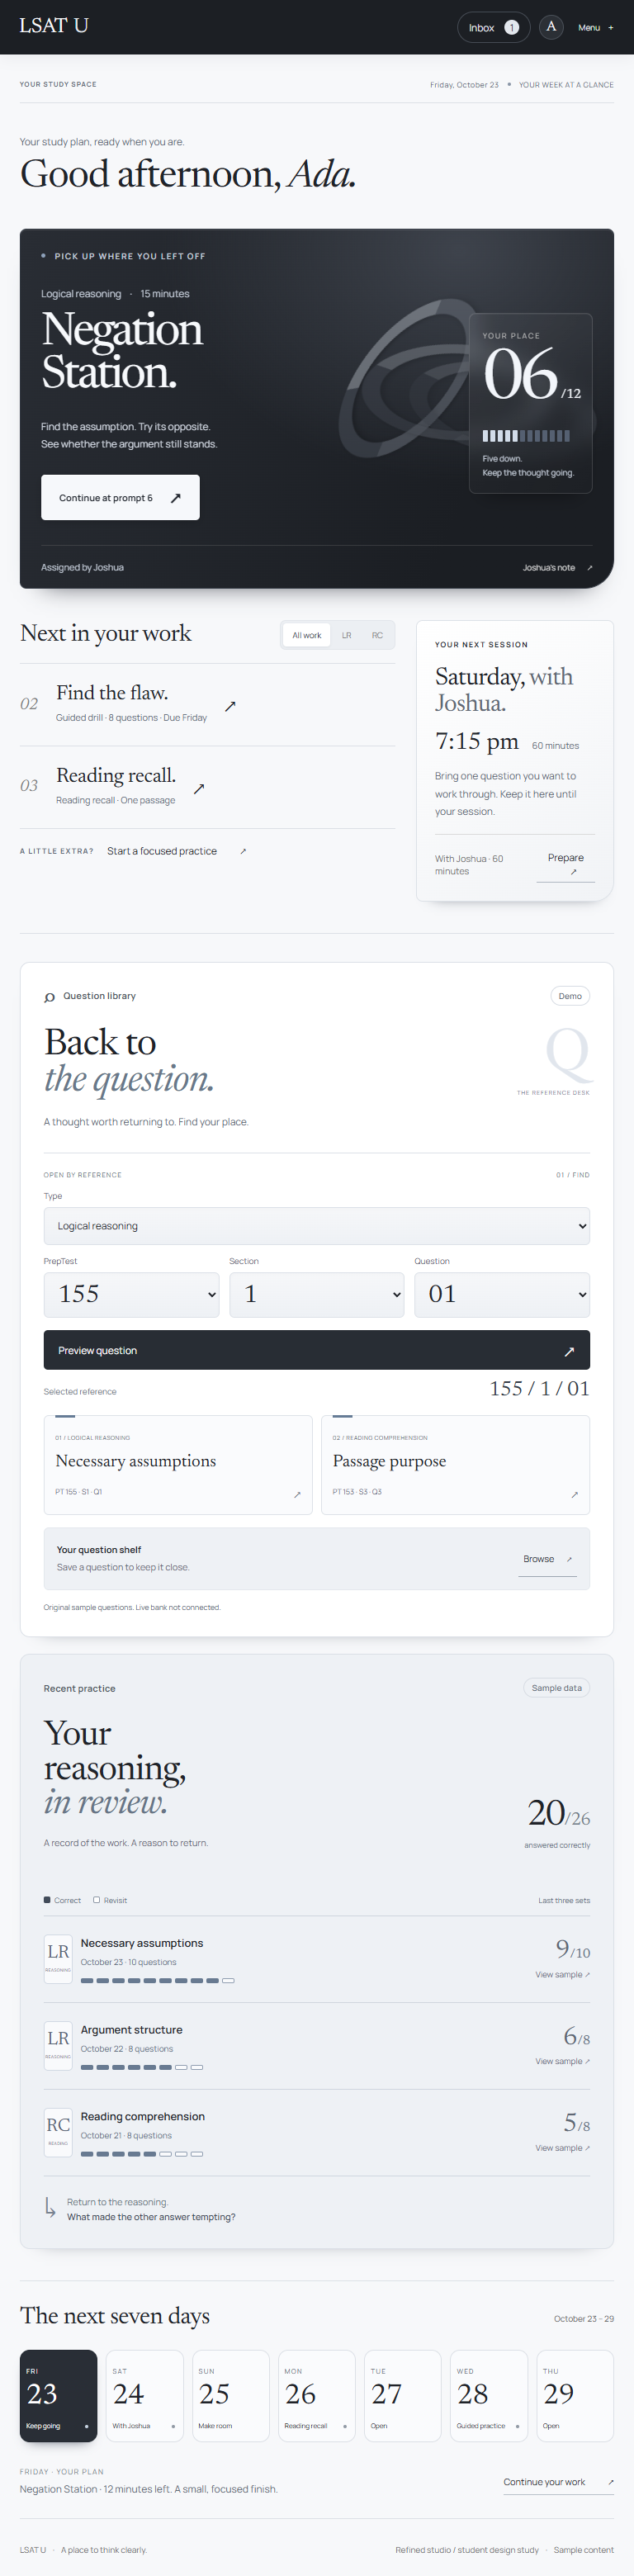 LSAT U
Inbox 1
A
Menu +
YOUR STUDY SPACE
Friday, October 23 • YOUR WEEK AT A GLANCE
Your study plan, ready when you are.
Good afternoon, Ada.
• PICK UP WHERE YOU LEFT OFF
Logical reasoning · 15 minutes
Negation
Station.
Find the assumption. Try its opposite.
See whether the argument still stands.
Continue at prompt 6 ↗
YOUR PLACE
06/12
Five down.
Keep the thought going.
Assigned by Joshua
Joshua's note ↗
Next in your work
All work LR RC
02
Find the flaw.
Guided drill · 8 questions · Due Friday
↗
03
Reading recall.
Reading recall · One passage
↗
A LITTLE EXTRA? Start a focused practice ↗
YOUR NEXT SESSION
Saturday, with
Joshua.
7:15 pm 60 minutes
Bring one question you want to
work through. Keep it here until
your session.
With Joshua · 60
minutes
Prepare
↗
Question library
Demo
Back to
the question.
Q
THE REFERENCE DESK
A thought worth returning to. Find your place.
OPEN BY REFERENCE
01 / FIND
Type
Logical reasoning
PrepTest
155
Section
1
Question
01
Preview question ↗
Selected reference
155 / 1 / 01
01 / LOGICAL REASONING
Necessary assumptions
PT 155 · S1 · Q1 ↗
02 / READING COMPREHENSION
Passage purpose
PT 153 · S3 · Q3 ↗
Your question shelf
Save a question to keep it close.
Browse ↗
Original sample questions. Live bank not connected.
Recent practice
Sample data
Your
reasoning,
in review.
20/26
answered correctly
A record of the work. A reason to return.
Correct Revisit
Last three sets
LR
REASONING
Necessary assumptions
October 23 · 10 questions
9/10
View sample ↗
LR
REASONING
Argument structure
October 22 · 8 questions
6/8
View sample ↗
RC
READING
Reading comprehension
October 21 · 8 questions
5/8
View sample ↗
↳
Return to the reasoning.
What made the other answer tempting?
The next seven days
October 23 – 29
FRI
23
Keep going •
SAT
24
With Joshua •
SUN
25
Make room
MON
26
Reading recall •
TUE
27
Open
WED
28
Guided practice •
THU
29
Open
FRIDAY · YOUR PLAN
Negation Station · 12 minutes left. A small, focused finish.
Continue your work ↗
LSAT U · A place to think clearly.
Refined studio / student design study · Sample content